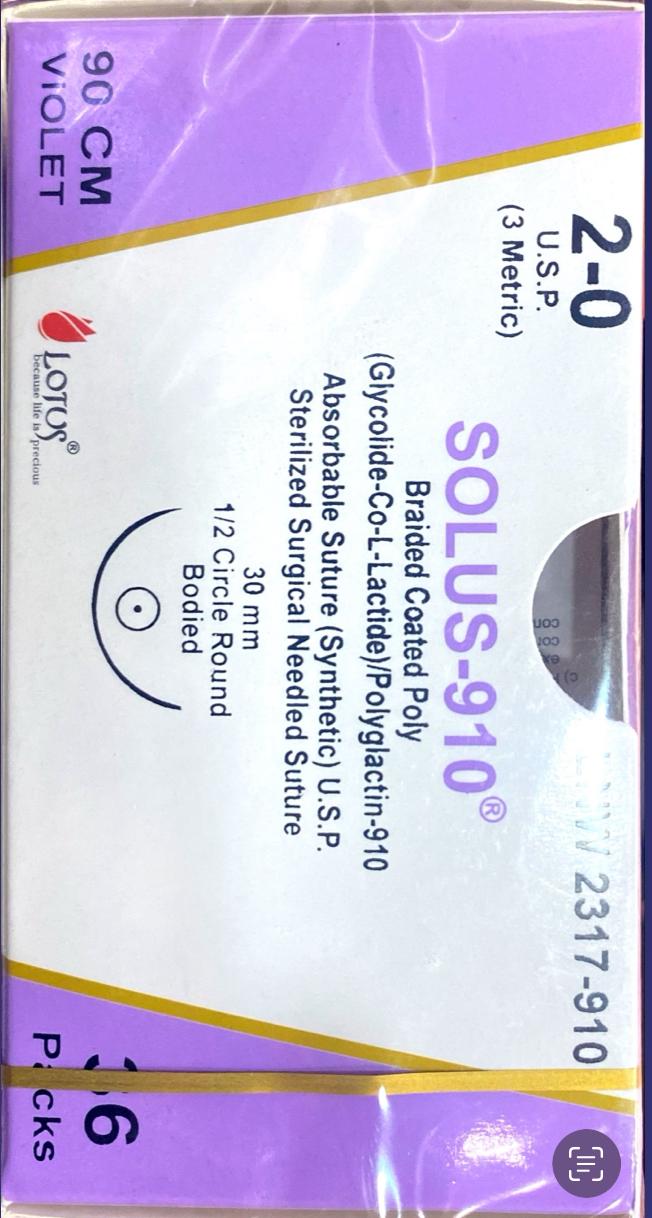 2-0
U.S.P.
(3 Metric)
LNW 2317-910
SOLUS-910®
Braided Coated Poly
(Glycolide-Co-L-Lactide)/Polyglactin-910
Absorbable Suture (Synthetic) U.S.P.
Sterilized Surgical Needled Suture
30 mm
1/2 Circle Round
Bodied
90 CM
ViOLET
LOTUS®
because life is precious
36
Packs